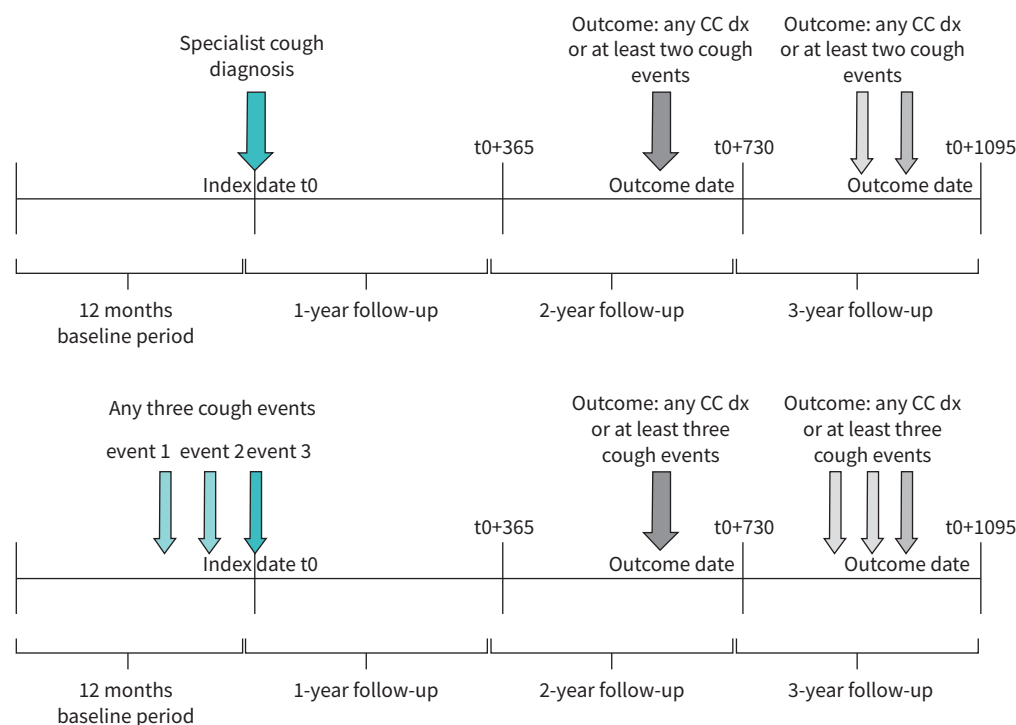 Specialist cough
diagnosis
Outcome: any CC dx
or at least two cough
events
Outcome: any CC dx
or at least two cough
events
t0+365
t0+730
t0+1095
Index date t0
Outcome date
Outcome date
12 months
baseline period
1-year follow-up
2-year follow-up
3-year follow-up
Any three cough events
event 1 event 2 event 3
Outcome: any CC dx
or at least three
cough events
Outcome: any CC dx
or at least three
cough events
t0+365
t0+730
t0+1095
Index date t0
Outcome date
Outcome date
12 months
baseline period
1-year follow-up
2-year follow-up
3-year follow-up